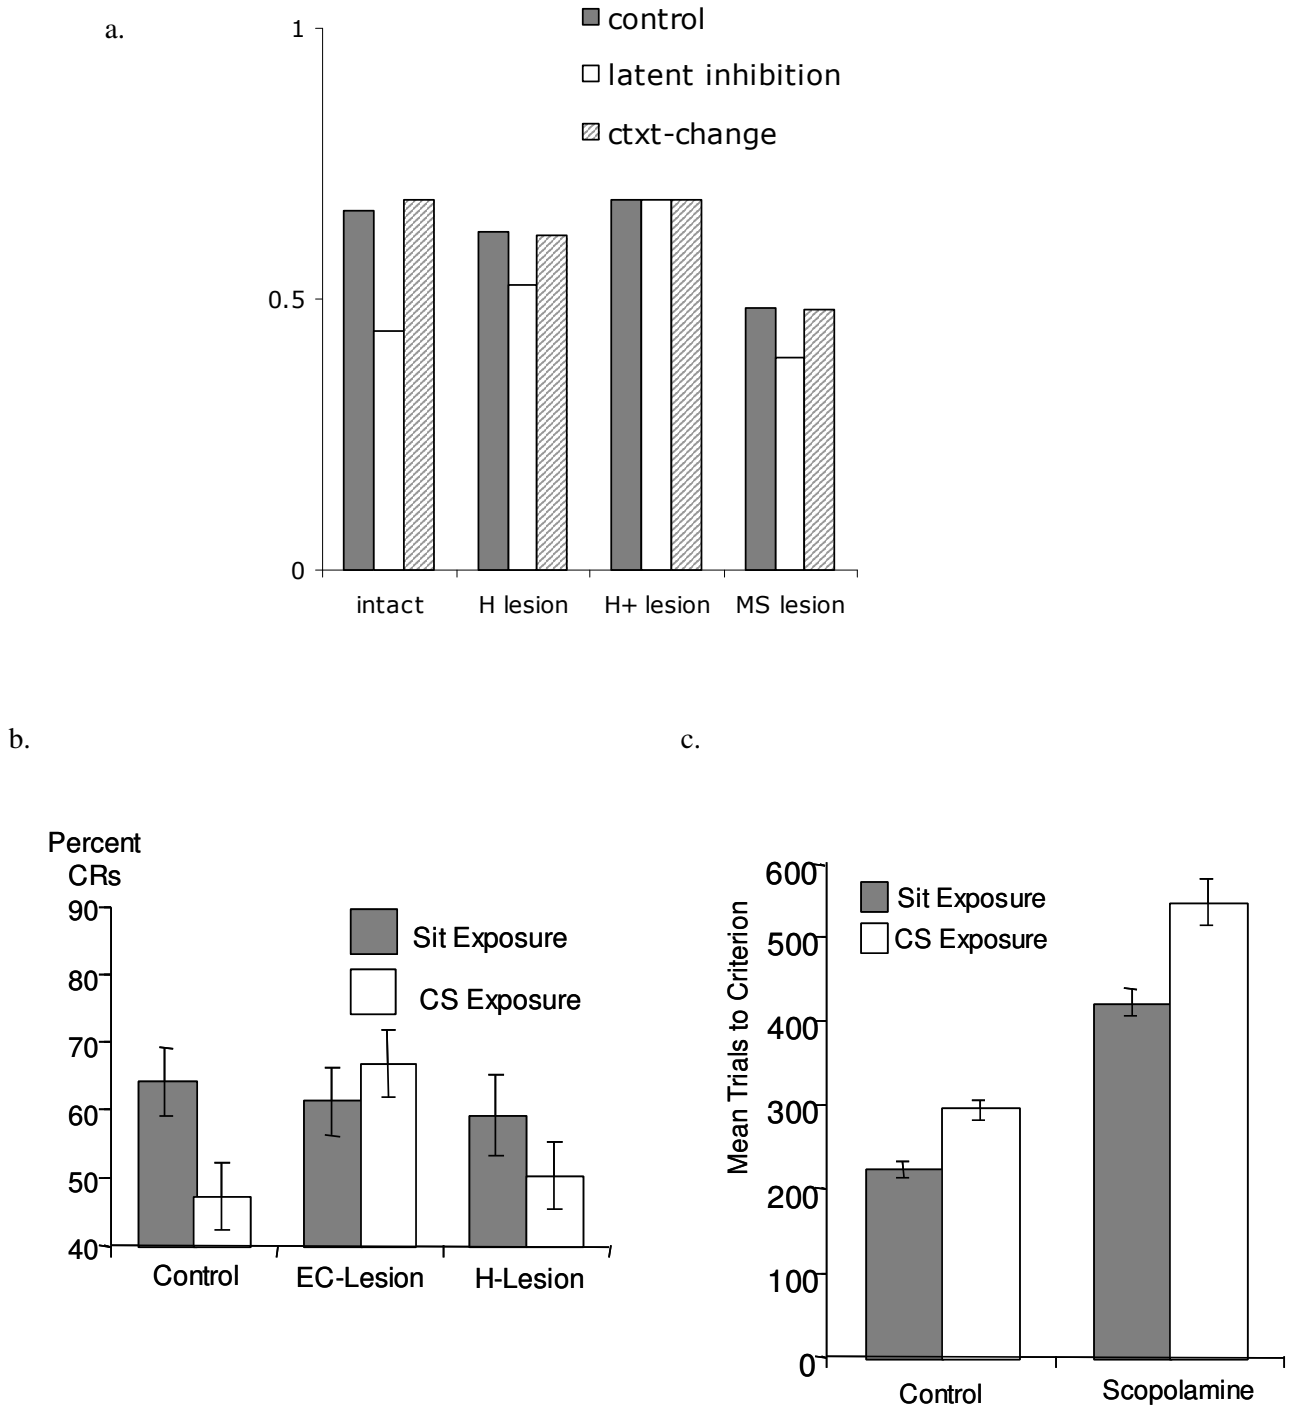 a.
control
latent inhibition
ctxt-change
1
0.5
0
intact H lesion H+ lesion MS lesion
b.
Percent
CRs
90
80
70
60
50
40
Sit Exposure
CS Exposure
Control EC-Lesion H-Lesion
c.
Mean Trials to Criterion
600
500
400
300
200
100
0
Sit Exposure
CS Exposure
Control Scopolamine